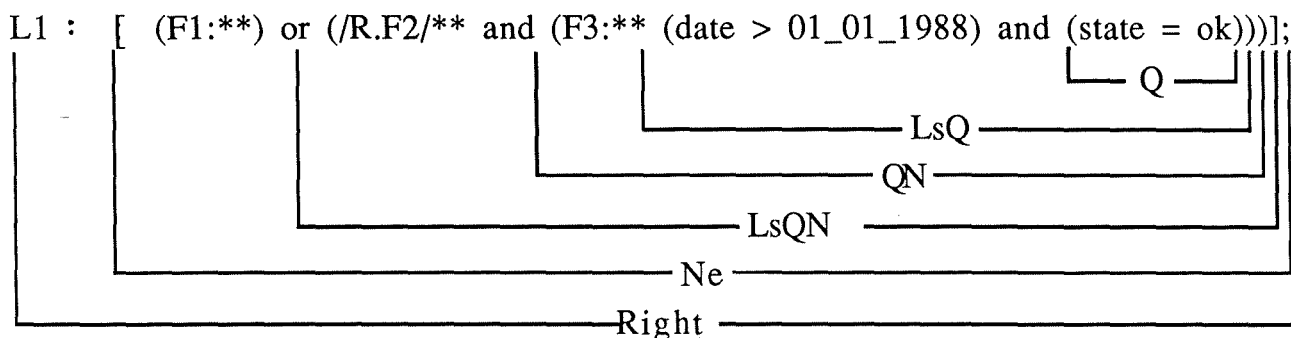 L1 : [ (F1:**) or (/R.F2/** and (F3:** (date > 01_01_1988) and (state = ok)))];
Q
LsQ
QN
LsQN
Ne
Right